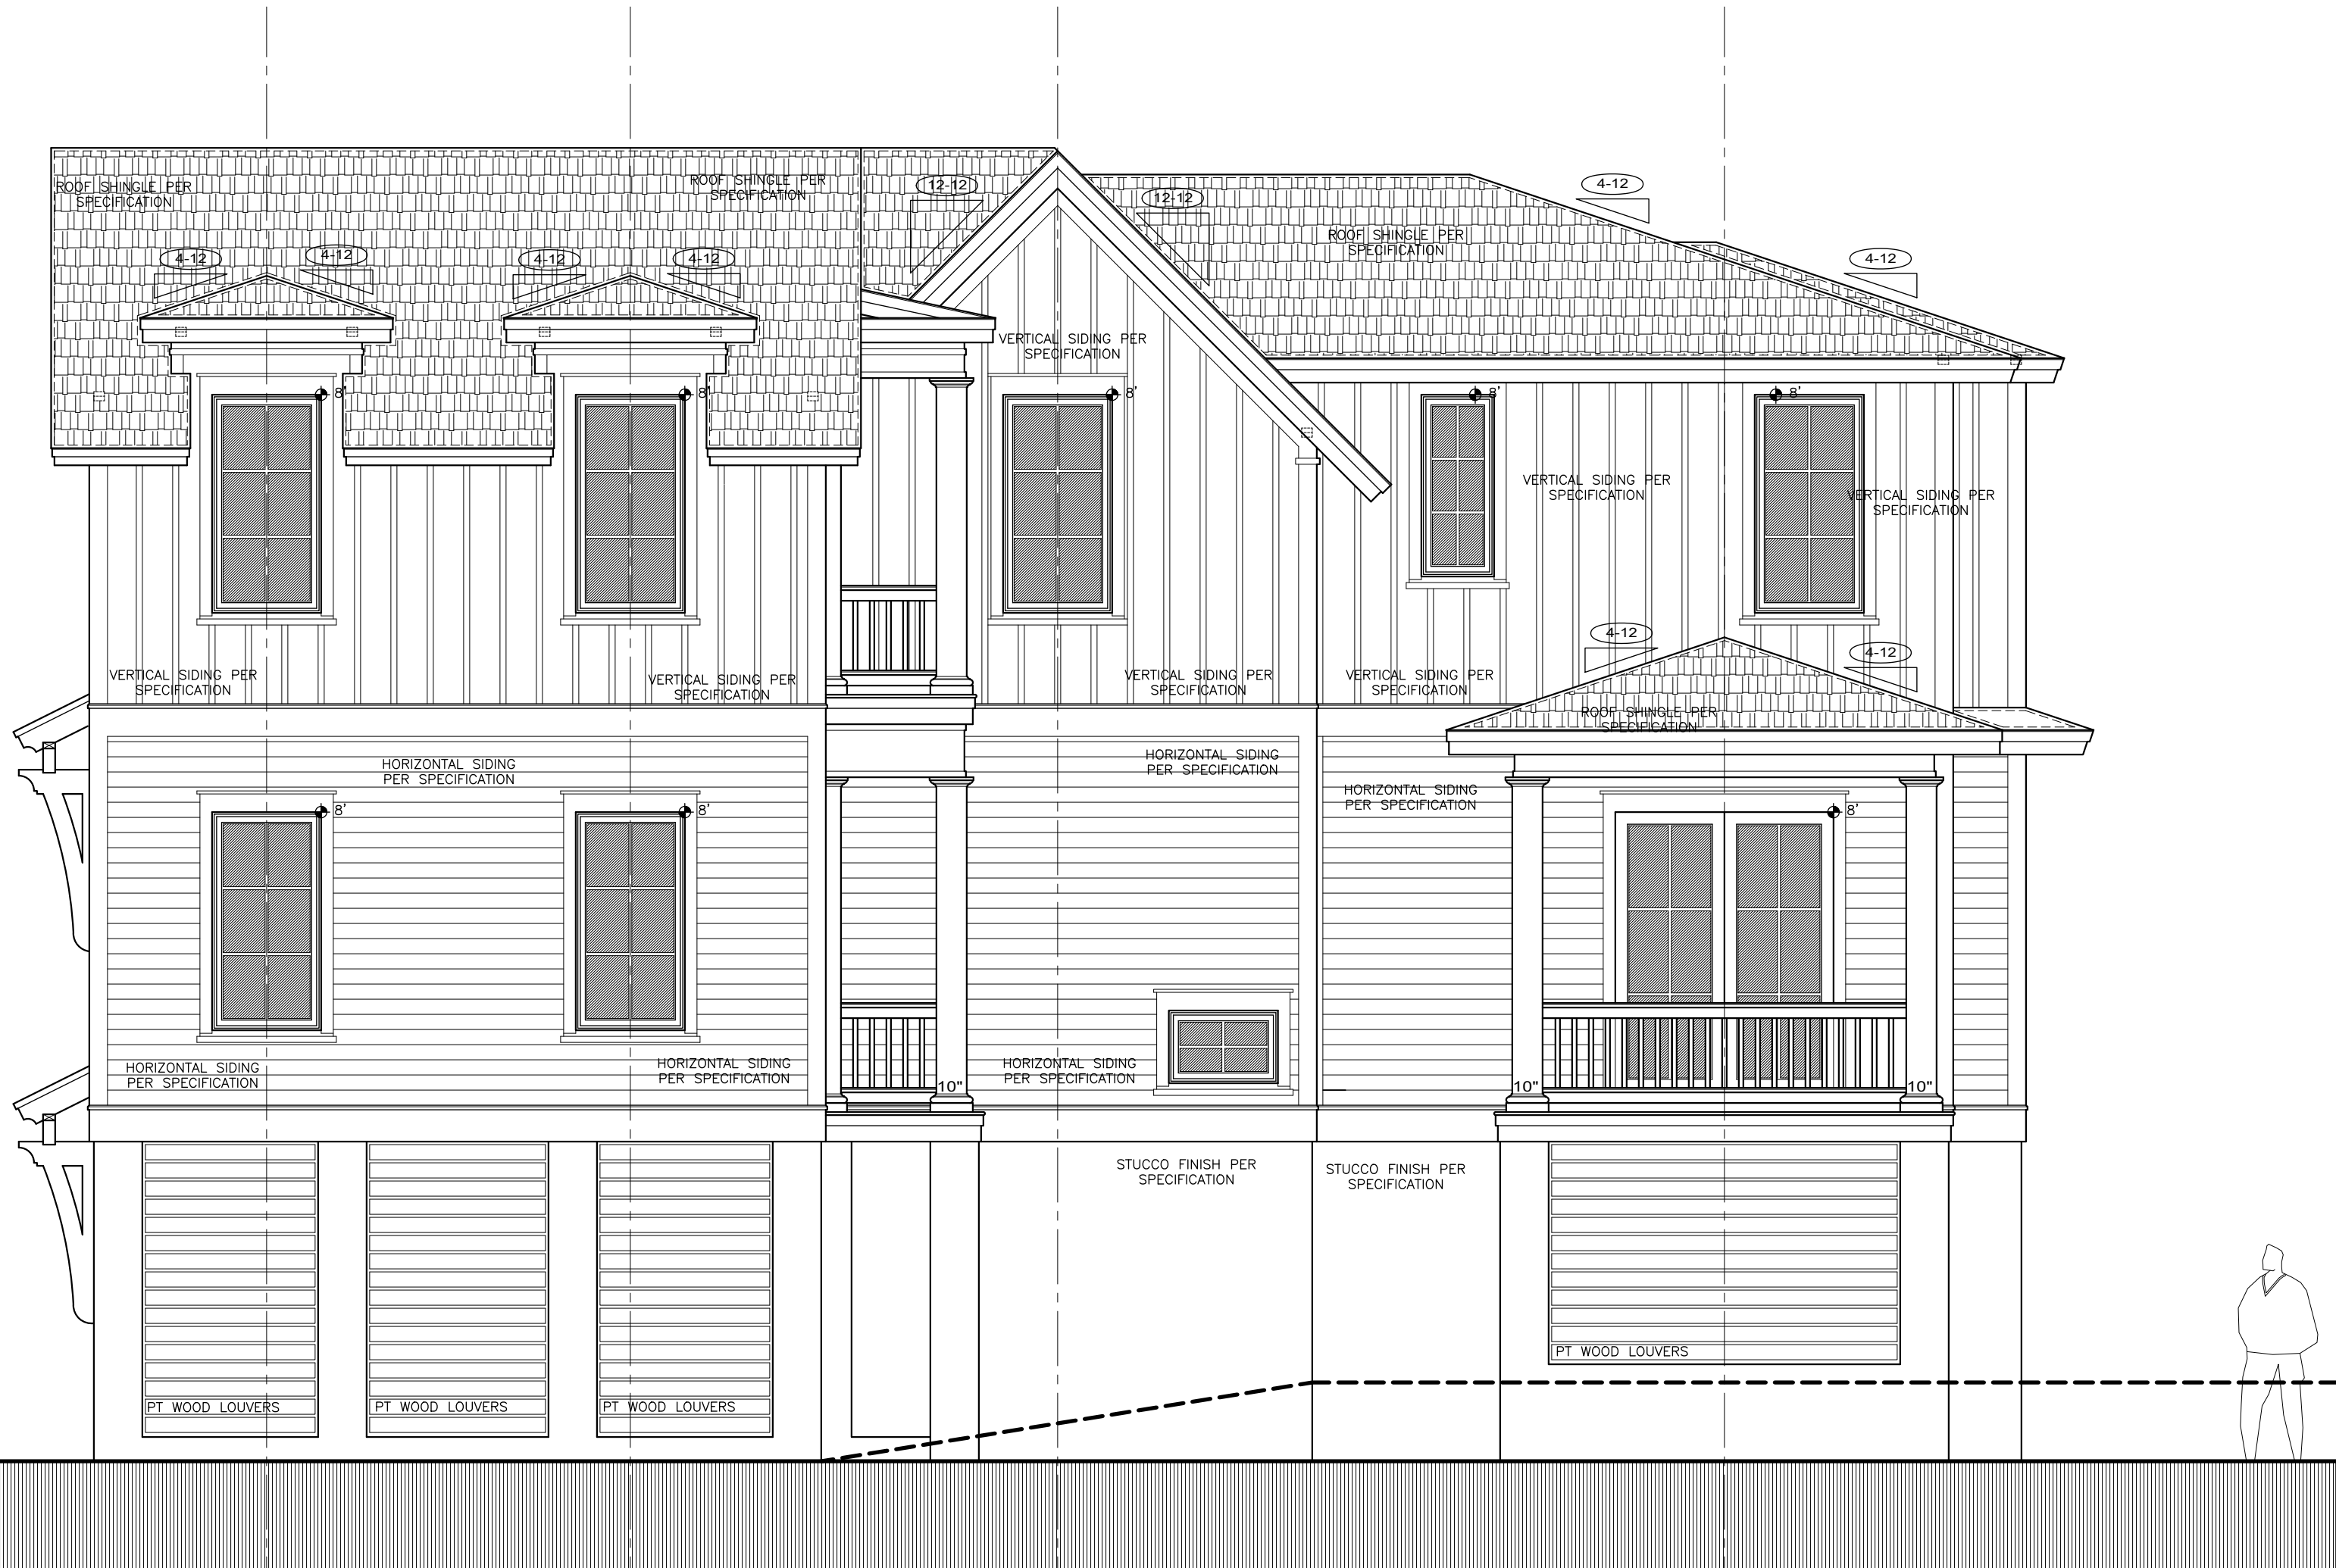 ROOF SHINGLE PER
SPECIFICATION
ROOF SHINGLE PER
SPECIFICATION
12-12
12-12
4-12
ROOF SHINGLE PER
SPECIFICATION
4-12
4-12
4-12
4-12
4-12
VERTICAL SIDING PER
SPECIFICATION
8'
8'
8'
8'
8'
VERTICAL SIDING PER
SPECIFICATION
VERTICAL SIDING PER
SPECIFICATION
4-12
4-12
VERTICAL SIDING PER
SPECIFICATION
VERTICAL SIDING PER
SPECIFICATION
VERTICAL SIDING PER
SPECIFICATION
VERTICAL SIDING PER
SPECIFICATION
ROOF SHINGLE PER
SPECIFICATION
HORIZONTAL SIDING
PER SPECIFICATION
HORIZONTAL SIDING
PER SPECIFICATION
HORIZONTAL SIDING
PER SPECIFICATION
8'
8'
8'
HORIZONTAL SIDING
PER SPECIFICATION
HORIZONTAL SIDING
PER SPECIFICATION
HORIZONTAL SIDING
PER SPECIFICATION
10"
10"
10"
STUCCO FINISH PER
SPECIFICATION
STUCCO FINISH PER
SPECIFICATION
PT WOOD LOUVERS
PT WOOD LOUVERS
PT WOOD LOUVERS
PT WOOD LOUVERS